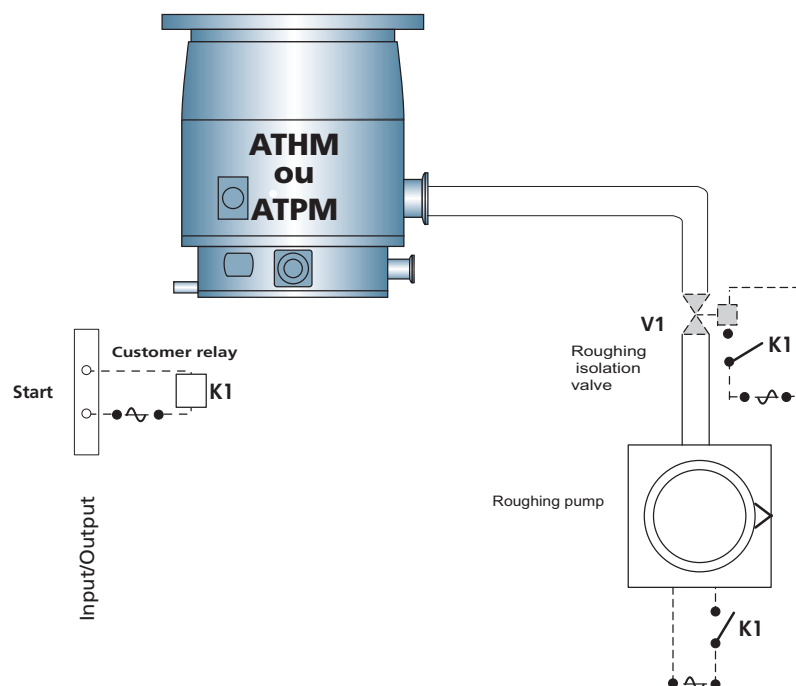 ATHM
ou
ATPM
V1
K1
Customer relay
Roughing
isolation
valve
Start
K1
Roughing pump
Input/Output
K1